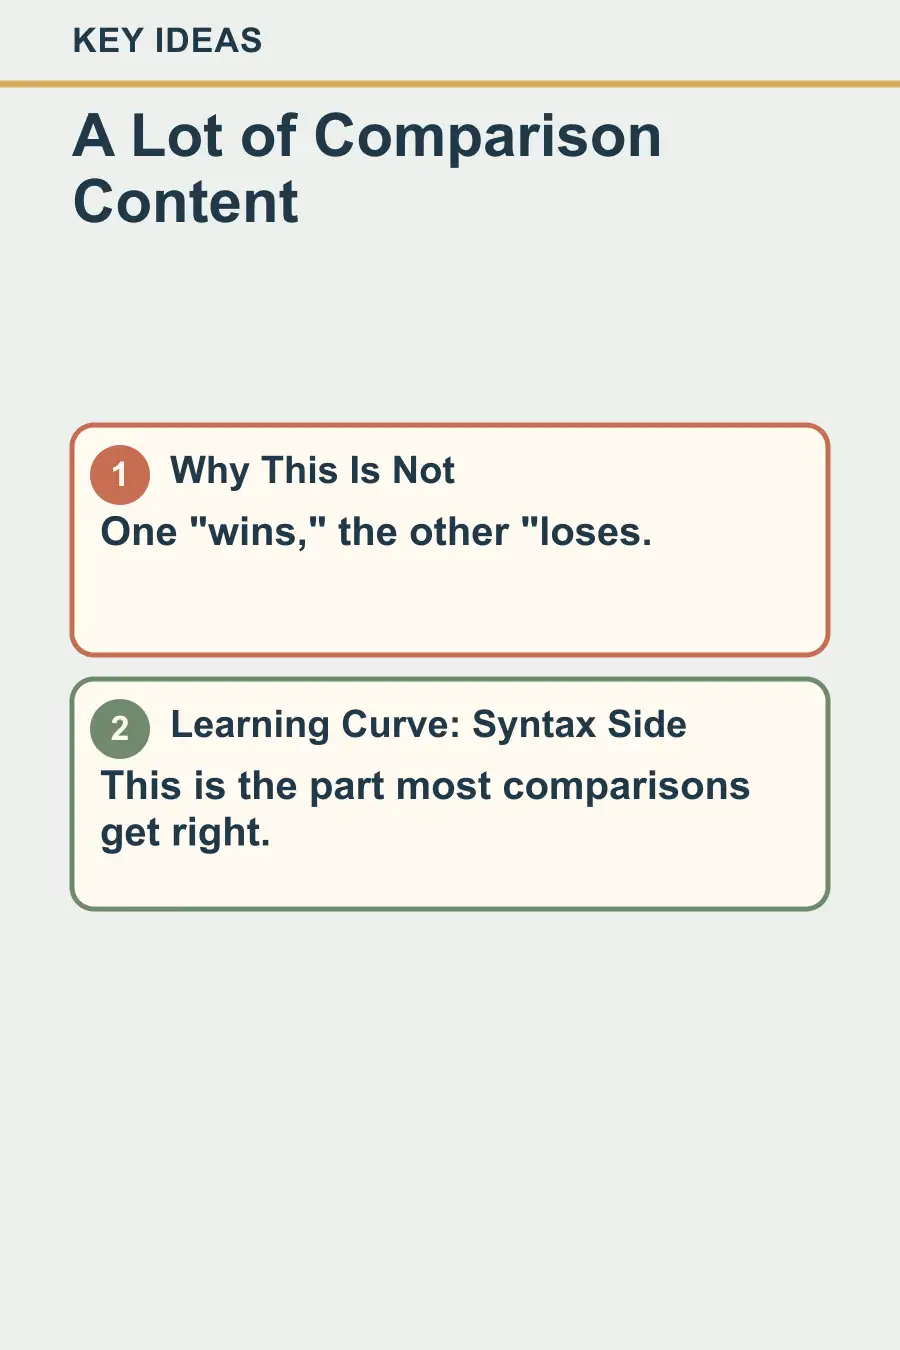 KEY IDEAS
A Lot of Comparison
Content
1 Why This Is Not
One "wins," the other "loses.
2 Learning Curve: Syntax Side
This is the part most comparisons
get right.